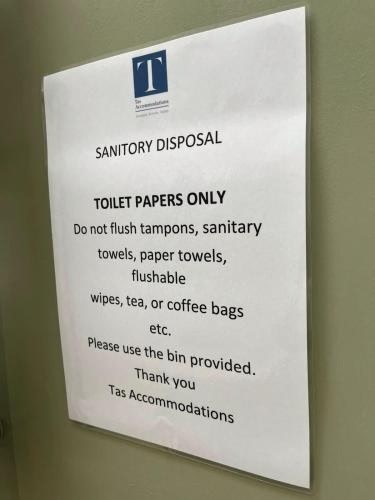 T
Tas
Accommodations
SANITORY DISPOSAL
TOILET PAPERS ONLY
Do not flush tampons, sanitary
towels, paper towels,
flushable
wipes, tea, or coffee bags
etc.
Please use the bin provided.
Thank you
Tas Accommodations